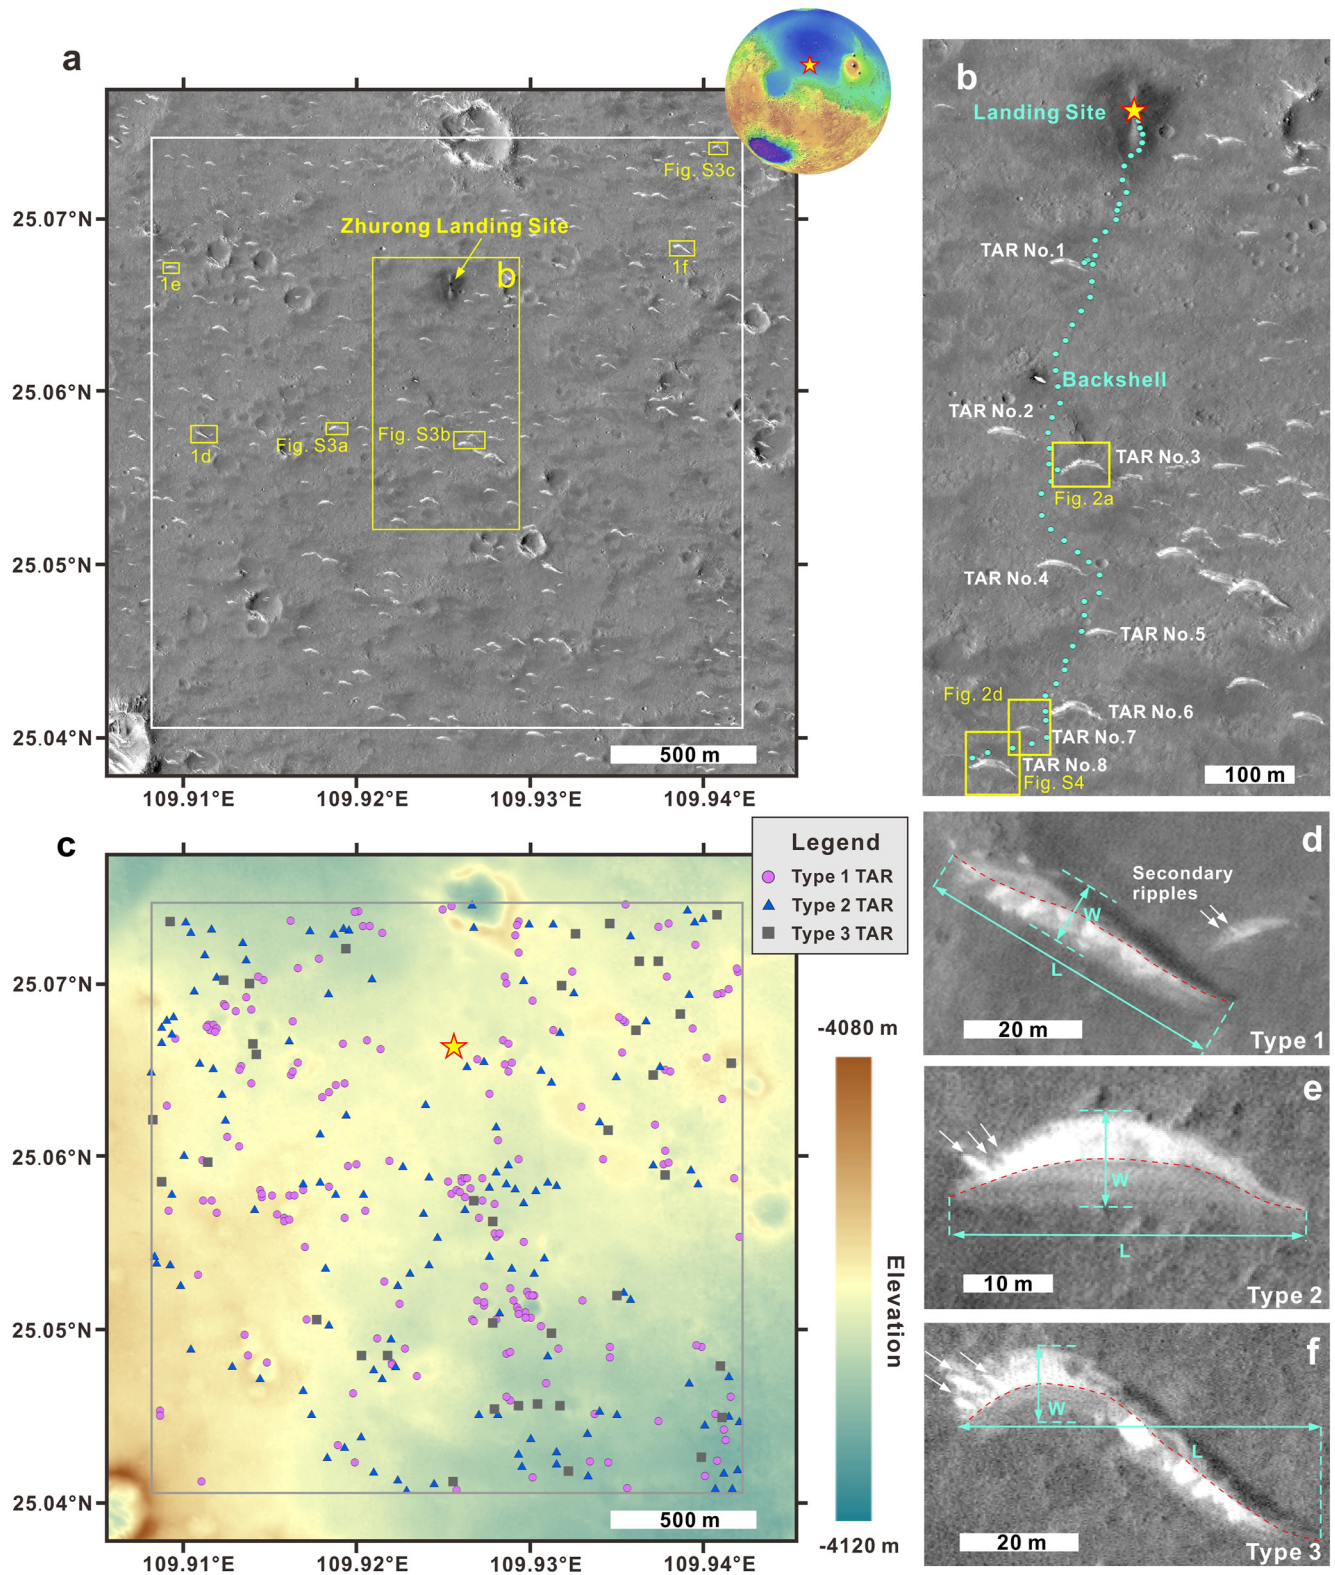 a
Fig. S3c
25.07°N
Zhurong Landing Site
1e
b
1f
25.06°N
1d
Fig. S3a
Fig. S3b
25.05°N
25.04°N
500 m
109.91°E
109.92°E
109.93°E
109.94°E
b
Landing Site
TAR No.1
Backshell
TAR No.2
TAR No.3
Fig. 2a
TAR No.4
TAR No.5
Fig. 2d
TAR No.6
TAR No.7
TAR No.8
Fig. S4
100 m
c
Legend
Type 1 TAR
Type 2 TAR
Type 3 TAR
25.07°N
25.06°N
25.05°N
25.04°N
500 m
109.91°E
109.92°E
109.93°E
109.94°E
-4080 m
Elevation
-4120 m
d
Secondary
ripples
W
L
20 m
Type 1
e
W
L
10 m
Type 2
f
W
L
20 m
Type 3